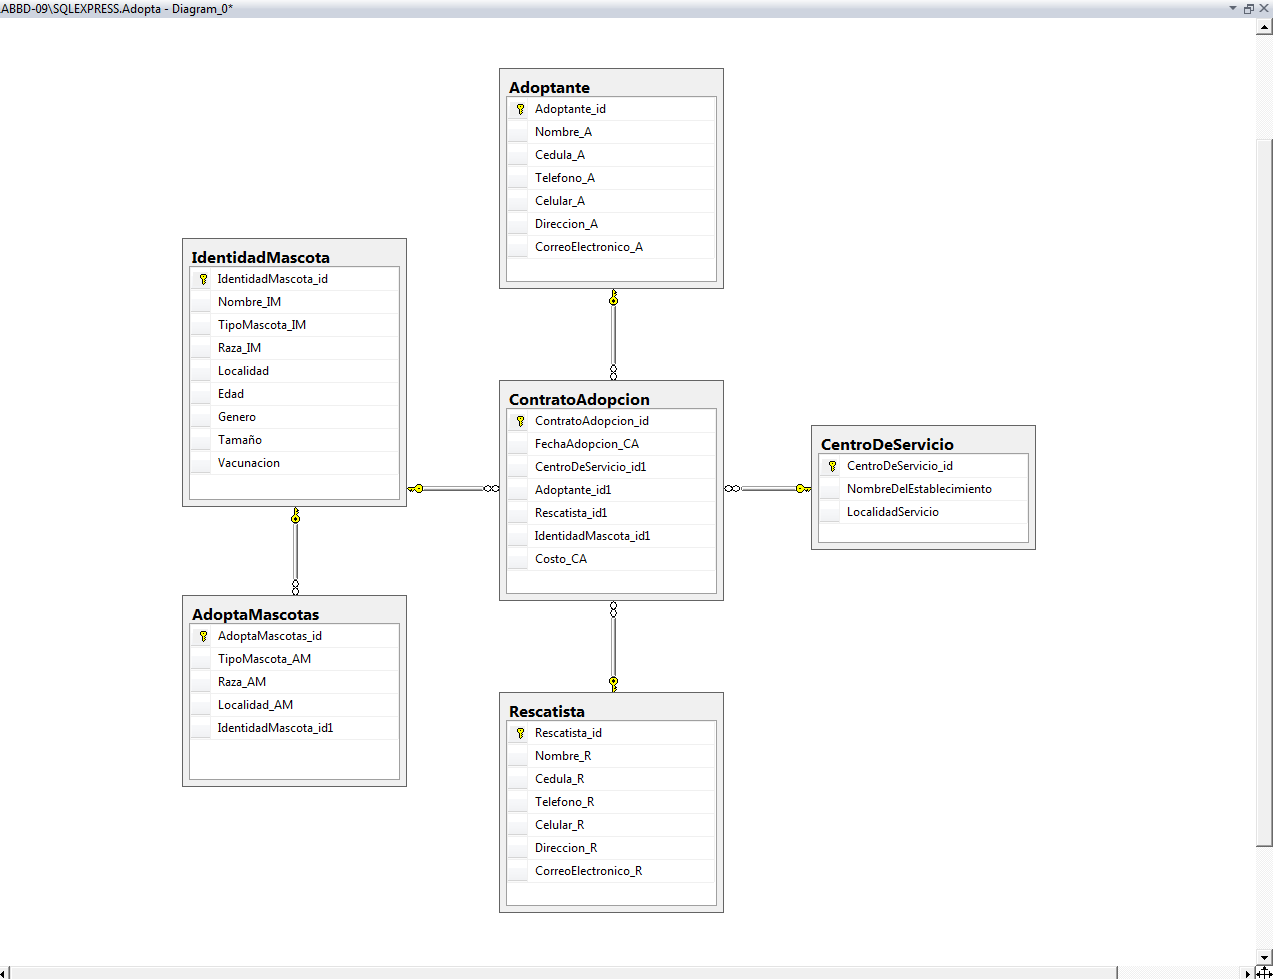 ABBD-09\SQLEXPRESS.Adopta - Diagram_0*
Adoptante
Adoptante_id
Nombre_A
Cedula_A
Telefono_A
Celular_A
Direccion_A
CorreoElectronico_A
IdentidadMascota
IdentidadMascota_id
Nombre_IM
TipoMascota_IM
Raza_IM
Localidad
Edad
Genero
Tamaño
Vacunacion
ContratoAdopcion
ContratoAdopcion_id
FechaAdopcion_CA
CentroDeServicio_id1
Adoptante_id1
Rescatista_id1
IdentidadMascota_id1
Costo_CA
CentroDeServicio
CentroDeServicio_id
NombreDelEstablecimiento
LocalidadServicio
AdoptaMascotas
AdoptaMascotas_id
TipoMascota_AM
Raza_AM
Localidad_AM
IdentidadMascota_id1
Rescatista
Rescatista_id
Nombre_R
Cedula_R
Telefono_R
Celular_R
Direccion_R
CorreoElectronico_R